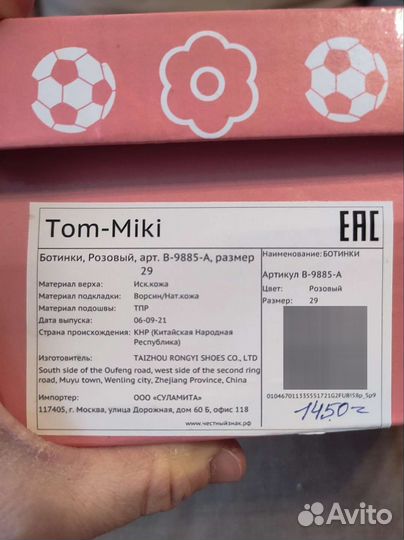 Tom-Miki
EAC
Ботинки, Розовый, арт. B-9885-A, размер
29
Материал верха: Иск.кожа
Материал подкладки: Ворсин/Нат.кожа
Материал подошвы: ТПР
Дата выпуска: 06-09-21
Страна происхождения: КНР (Китайская Народная
Республика)
Изготовитель: TAIZHOU RONGYI SHOES CO., LTD
South side of the Oufeng road, west side of the second ring
road, Muyu town, Wenling city, Zhejiang Province, China
Импортер: ООО «СУЛАМИТА»
117405, г. Москва, улица Дорожная, дом 60 Б, офис 118
www.честныйзнак.рф
Наименование: БОТИНКИ
Артикул B-9885-A
Цвет: Розовый
Размер: 29
1450
Avito